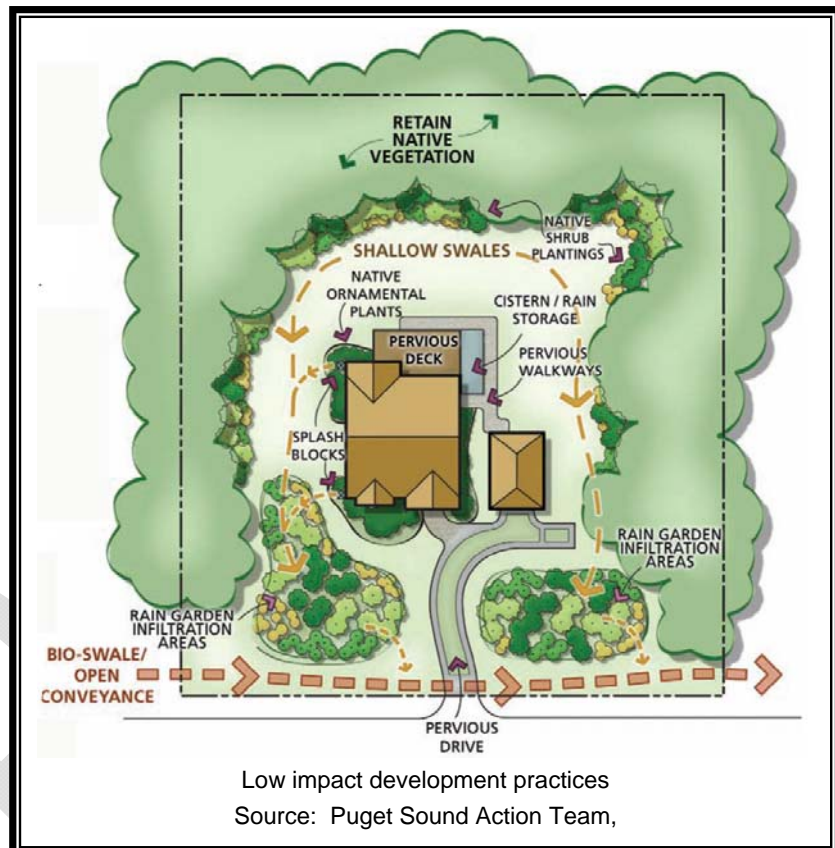 RETAIN
NATIVE
VEGETATION
NATIVE
SHRUB
PLANTINGS
SHALLOW SWALES
NATIVE
ORNAMENTAL
PLANTS
CISTERN / RAIN
STORAGE
PERVIOUS
DECK
PERVIOUS
WALKWAYS
SPLASH
BLOCKS
RAIN GARDEN
INFILTRATION
AREAS
RAIN GARDEN
INFILTRATION
AREAS
BIO-SWALE/
OPEN
CONVEYANCE
PERVIOUS
DRIVE
Low impact development practices
Source: Puget Sound Action Team,